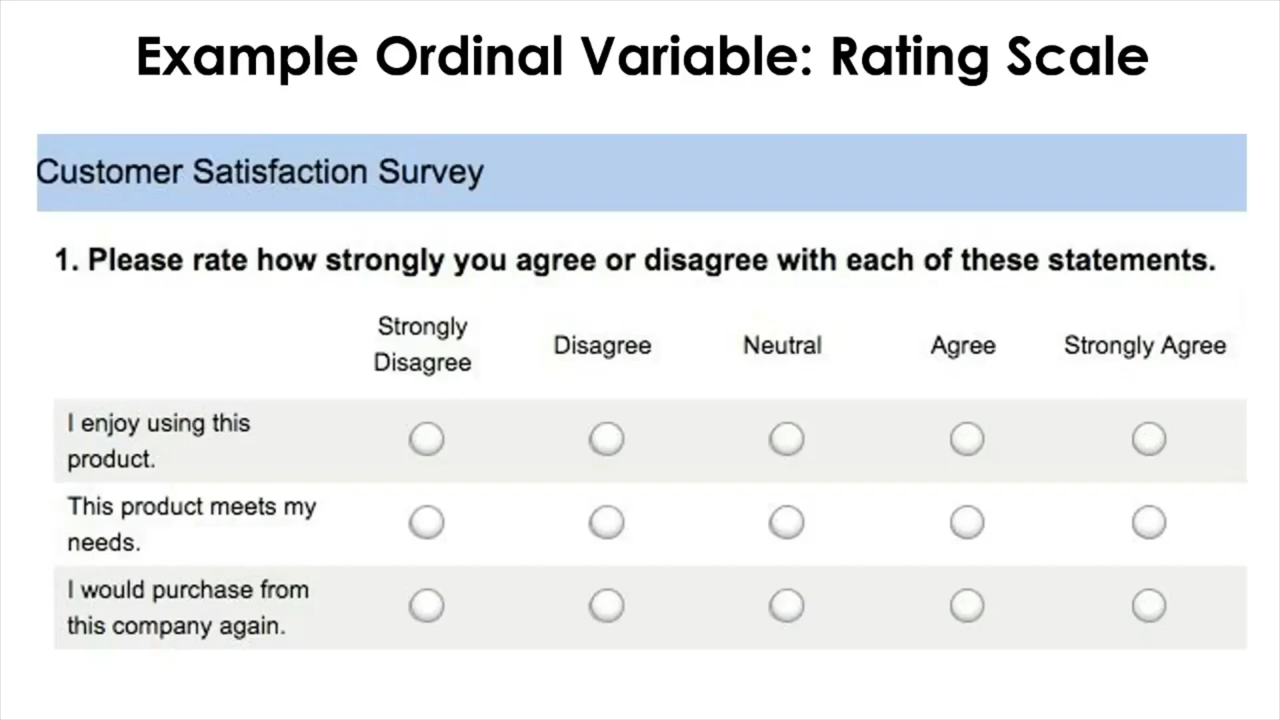 Example Ordinal Variable: Rating Scale
Customer Satisfaction Survey
1. Please rate how strongly you agree or disagree with each of these statements.
Strongly
Disagree
Disagree
Neutral
Agree
Strongly Agree
I enjoy using this
product.
This product meets my
needs.
I would purchase from
this company again.